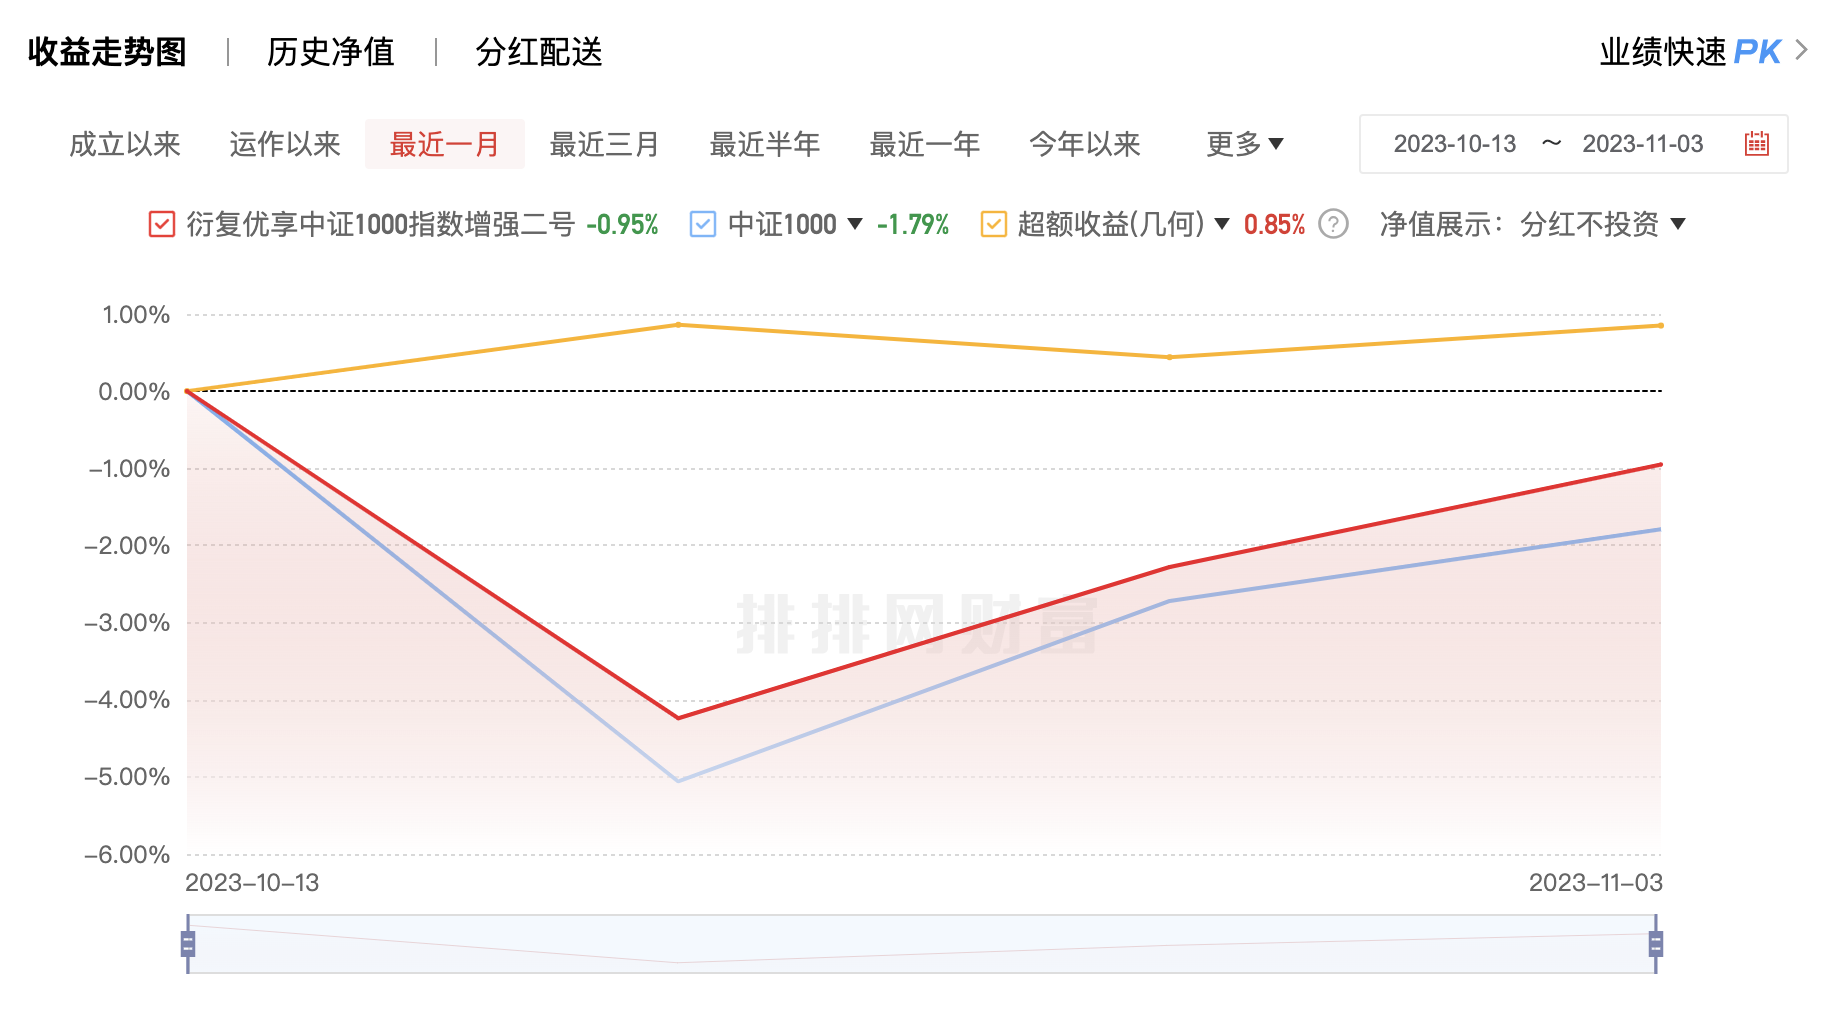 收益走势图 | 历史净值 | 分红配送 业绩快速 PK >
成立以来 运作以来 最近一月 最近三月 最近半年 最近一年 今年以来 更多 2023-10-13 ~ 2023-11-03
衍复优享中证1000指数增强二号 -0.95% 中证1000 -1.79% 超额收益(几何) 0.85% ? 净值展示：分红不投资
1.00%
0.00%
-1.00%
-2.00%
-3.00%
排排网财富
-4.00%
-5.00%
-6.00%
2023-10-13 2023-11-03